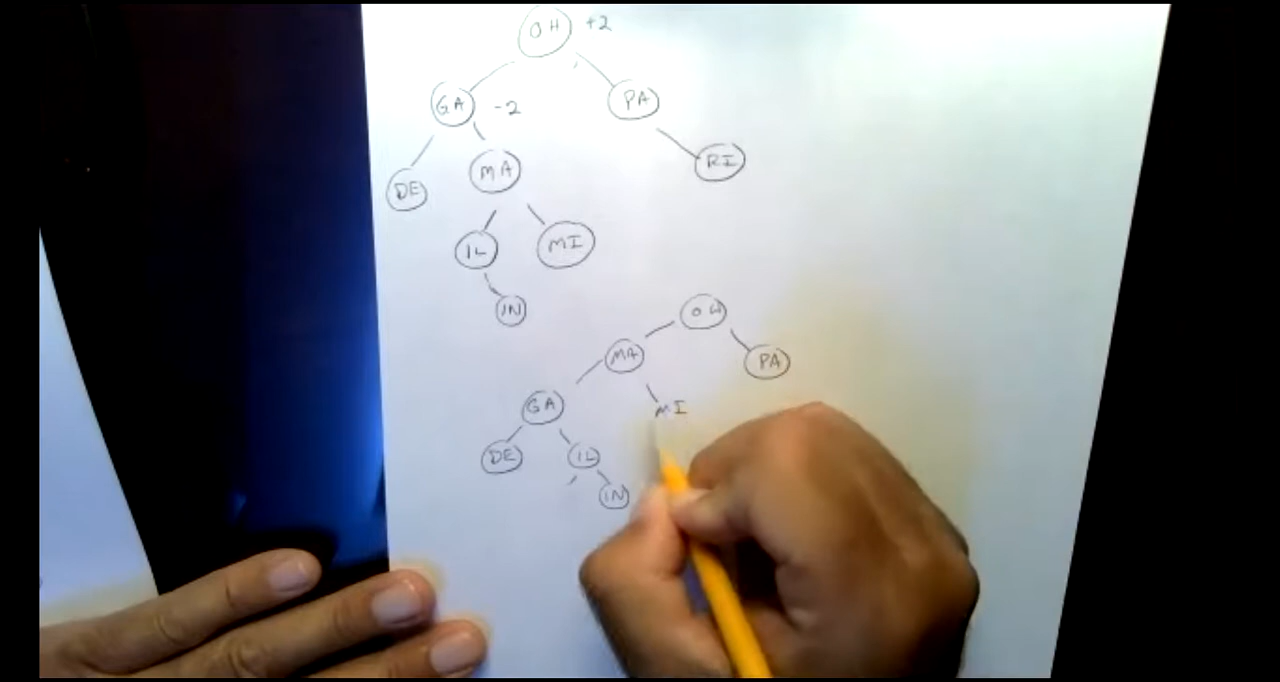 OH +2
GA -2 PA
DE MA RI
IL MI
IN
OH
MA PA
GA MI
DE IL
IN